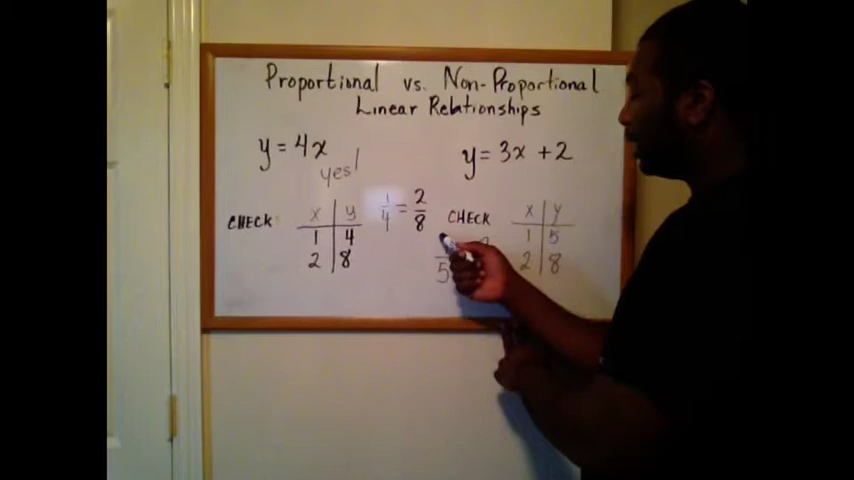 Proportional vs. Non-Proportional
Linear Relationships
y = 4x
yes!
y = 3x + 2
CHECK
x | y
1 | 4
2 | 8
1/4 = 2/8
CHECK
5
x | y
1 | 5
2 | 8